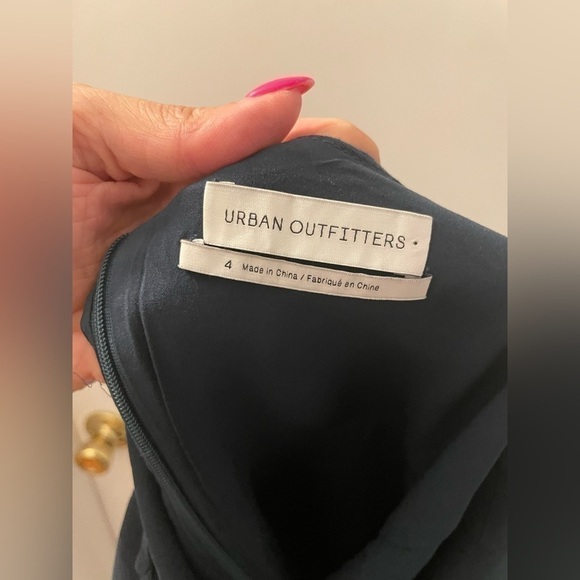 URBAN OUTFITTERS •
4 Made in China / Fabriqué en Chine